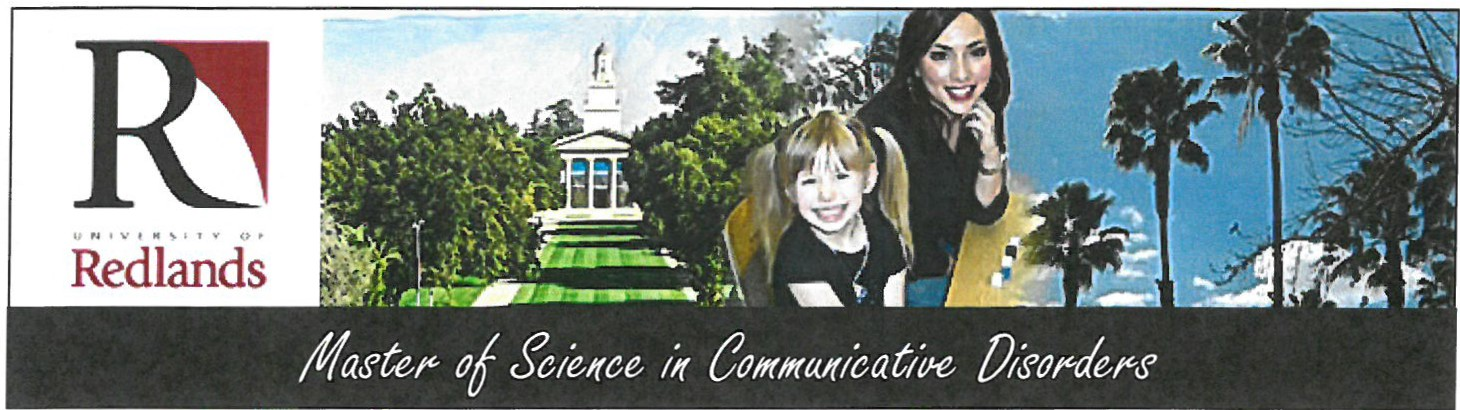 R
UNIVERSITY OF
Redlands
Master of Science in Communicative Disorders